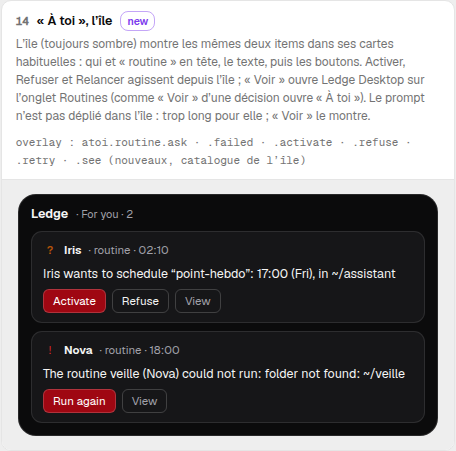 14 « À toi », l'île new
L'île (toujours sombre) montre les mêmes deux items dans ses cartes
habituelles : qui et « routine » en tête, le texte, puis les boutons. Activer,
Refuser et Relancer agissent depuis l'île ; « Voir » ouvre Ledge Desktop sur
l'onglet Routines (comme « Voir » d'une décision ouvre « À toi »). Le prompt
n'est pas déplié dans l'île : trop long pour elle ; « Voir » le montre.
overlay : atoi.routine.ask · .failed · .activate · .refuse ·
.retry · .see (nouveaux, catalogue de l'île)
Ledge · For you · 2
? Iris · routine · 02:10
Iris wants to schedule “point-hebdo”: 17:00 (Fri), in ~/assistant
Activate Refuse View
! Nova · routine · 18:00
The routine veille (Nova) could not run: folder not found: ~/veille
Run again View